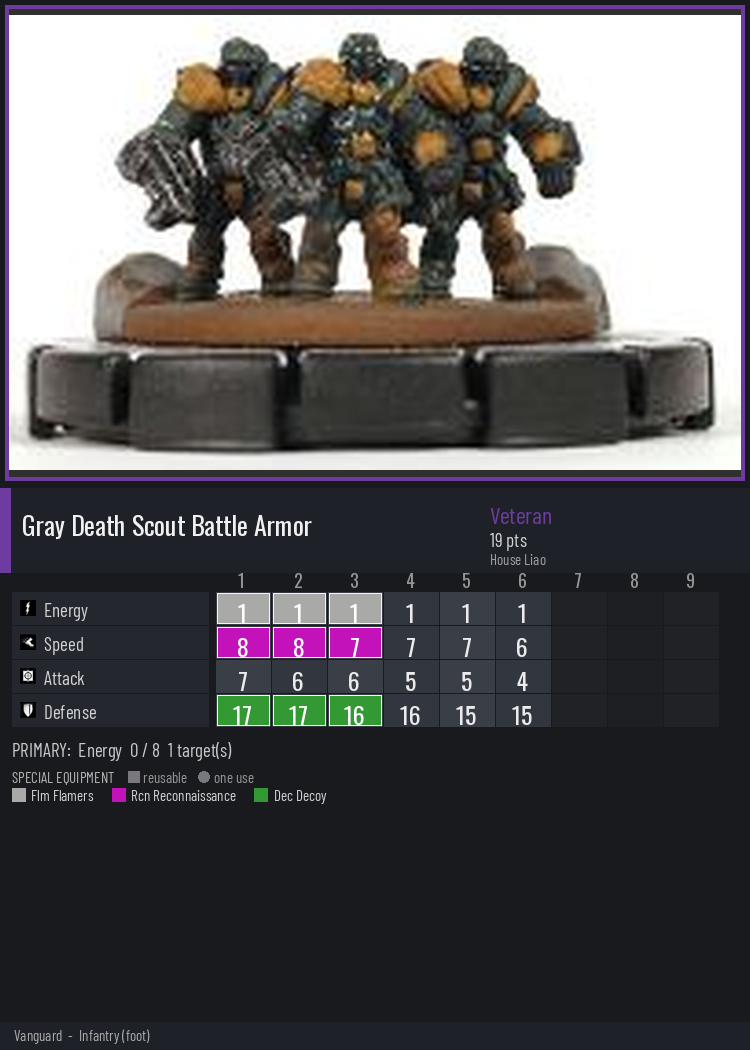 Gray Death Scout Battle Armor
Veteran
19 pts
House Liao
1 2 3 4 5 6 7 8 9
Energy 1 1 1 1 1 1
Speed 8 8 7 7 7 6
Attack 7 6 6 5 5 4
Defense 17 17 16 16 15 15
PRIMARY: Energy 0 / 8 1 target(s)
SPECIAL EQUIPMENT reusable one use
Flm Flamers Rcn Reconnaissance Dec Decoy
Vanguard - Infantry (foot)